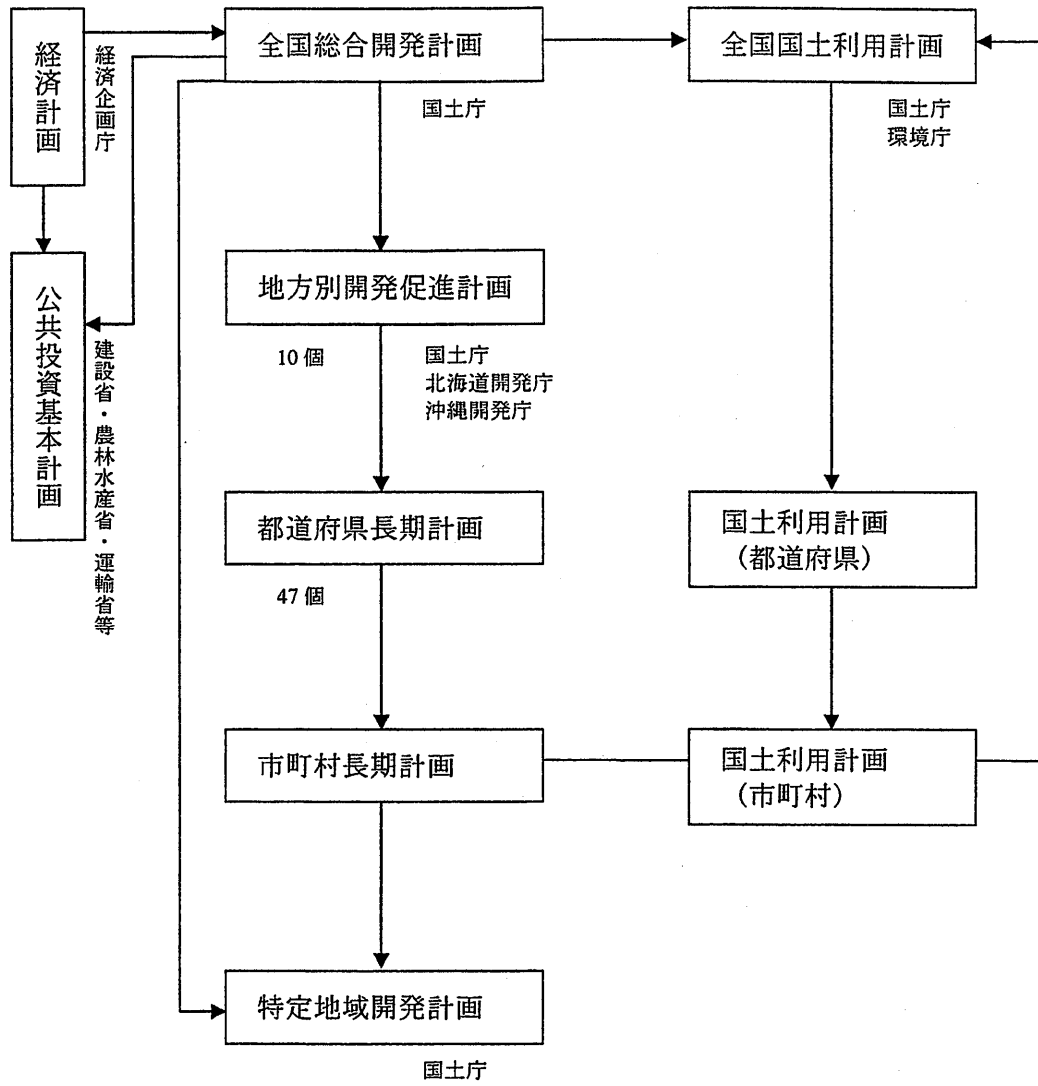 経済計画
経済企画庁
公共投資基本計画
建設省・農林水産省・運輸省等
全国総合開発計画
国土庁
地方別開発促進計画
10 個
国土庁
北海道開発庁
沖縄開発庁
都道府県長期計画
47 個
市町村長期計画
特定地域開発計画
国土庁
全国国土利用計画
国土庁
環境庁
国土利用計画
(都道府県)
国土利用計画
(市町村)